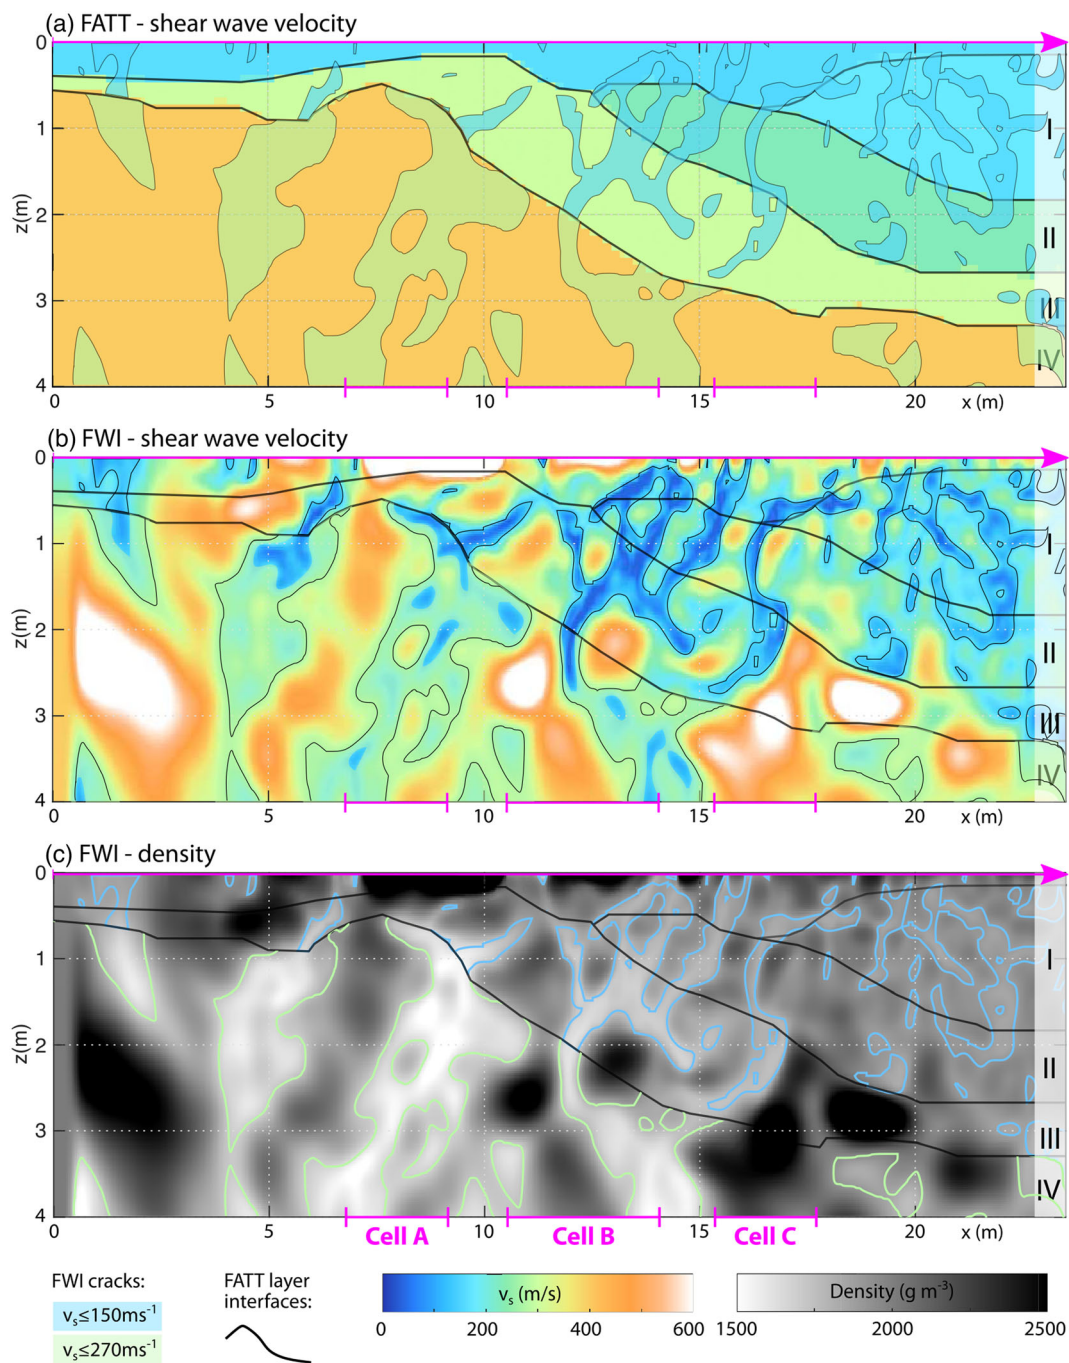 (a) FATT - shear wave velocity
0
1
2
3
4
z(m)
I
II
III
IV
0 5 10 15 20 x (m)
(b) FWI - shear wave velocity
0
1
2
3
4
z(m)
I
II
III
IV
0 5 10 15 20 x (m)
(c) FWI - density
0
1
2
3
4
z(m)
I
II
III
IV
0 5 10 15 20 x (m)
Cell A Cell B Cell C
FWI cracks:
vs≤150ms-1
vs≤270ms-1
FATT layer
interfaces:
vs (m/s)
0 200 400 600
Density (g m-3)
1500 2000 2500